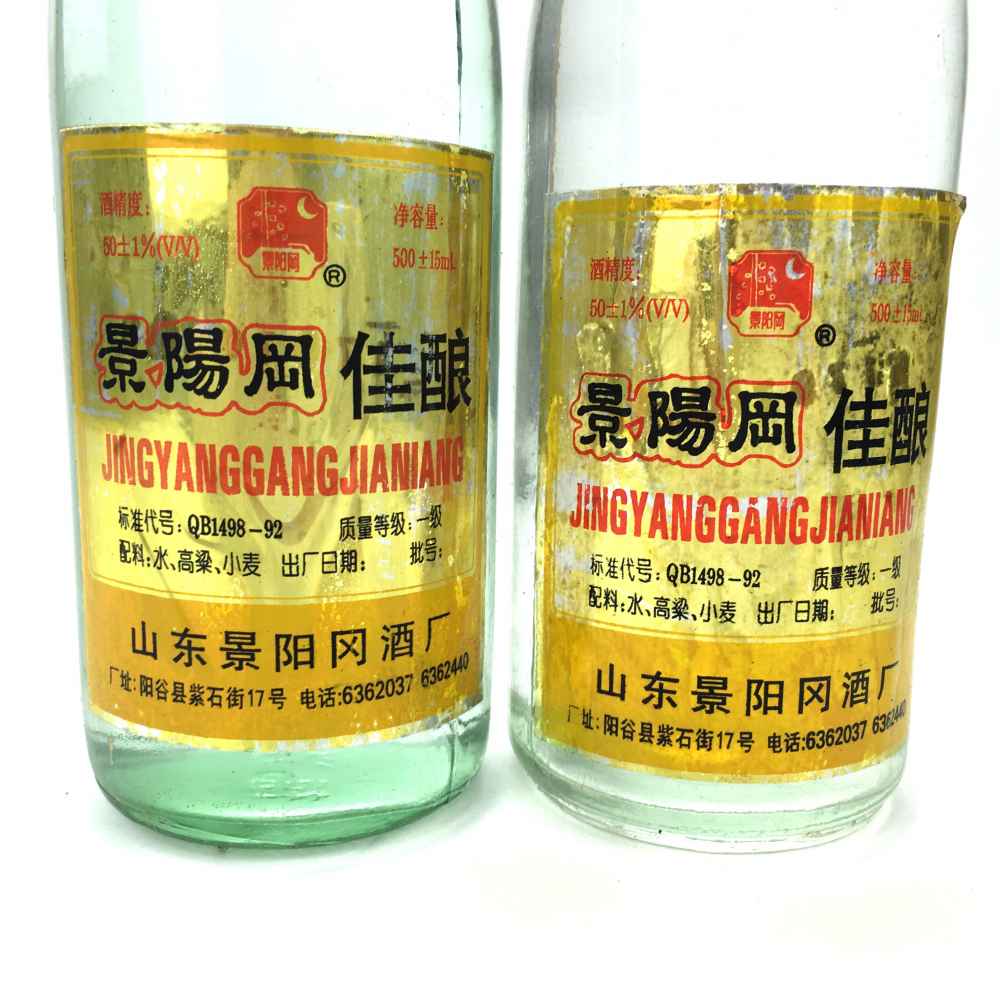 酒精度:
50±1%(V/V)
景阳冈
®
净容量:
500±15mL
景陽岡 佳酿
JINGYANGGANGJIANIANG
标准代号:QB1498-92 质量等级:一级
配料:水、高粱、小麦 出厂日期: 批号:
山东景阳冈酒厂
厂址:阳谷县紫石街17号 电话:6362037 6362440
酒精度:
50±1%(V/V)
景阳冈
®
净容量:
500±15mL
景陽岡 佳酿
JINGYANGGANGJIANIANG
标准代号:QB1498-92 质量等级:一级
配料:水、高粱、小麦 出厂日期: 批号:
山东景阳冈酒厂
厂址:阳谷县紫石街17号 电话:6362037 6362440